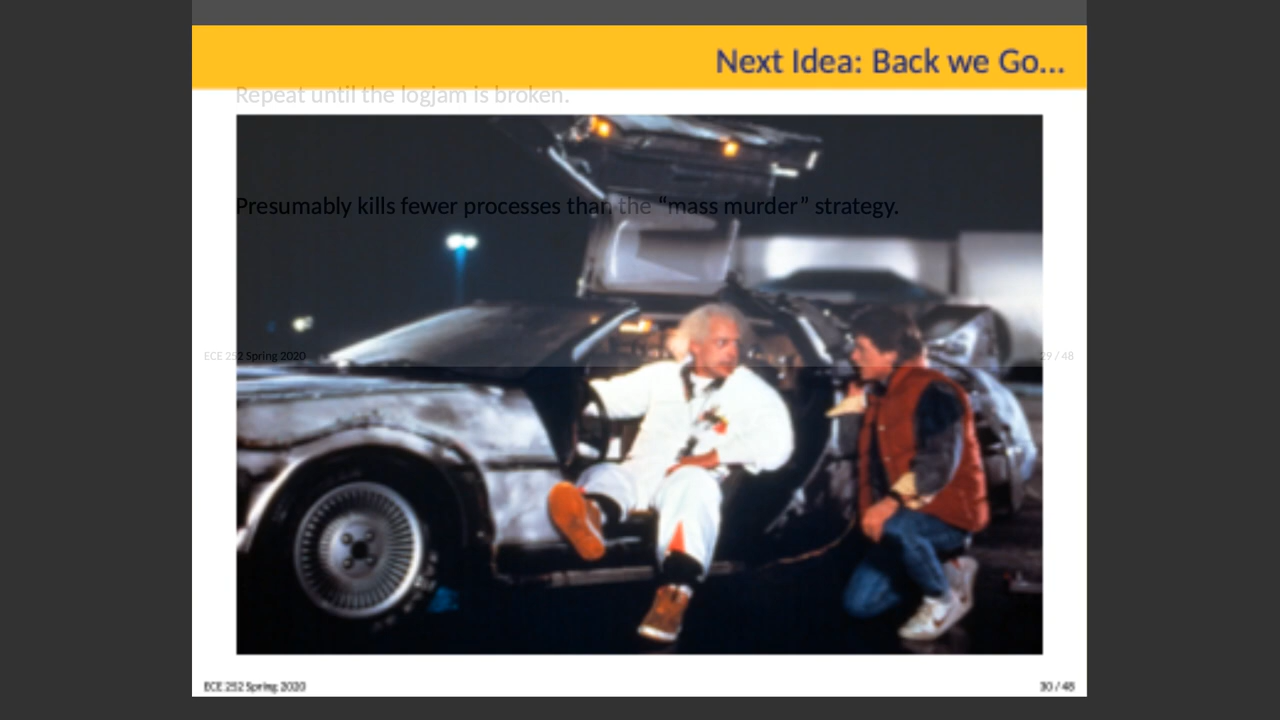 Next Idea: Back we Go...
Repeat until the logjam is broken.
Presumably kills fewer processes than the “mass murder” strategy.
ECE 252 Spring 2020
29 / 48
ECE 252 Spring 2020
30 / 48